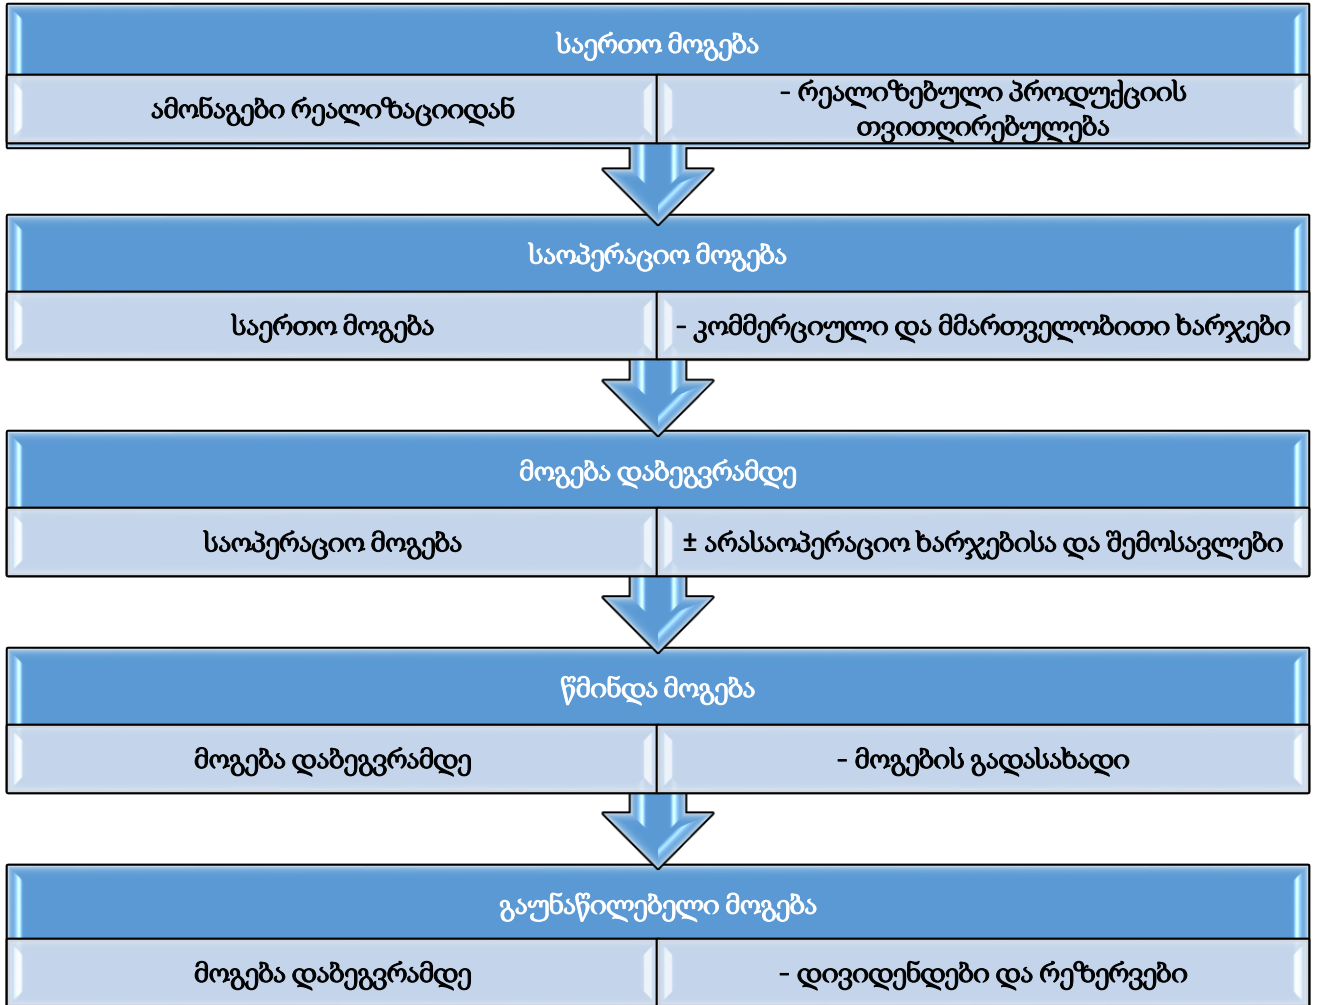 საერთო მოგება
ამონაგები რეალიზაციიდან
- რეალიზებული პროდუქციის
თვითღირებულება
საოპერაციო მოგება
საერთო მოგება
- კომმერციული და მმართველობითი ხარჯები
მოგება დაბეგვრამდე
საოპერაციო მოგება
± არასაოპერაციო ხარჯებისა და შემოსავლები
წმინდა მოგება
მოგება დაბეგვრამდე
- მოგების გადასახადი
გაუნაწილებელი მოგება
მოგება დაბეგვრამდე
- დივიდენდები და რეზერვები